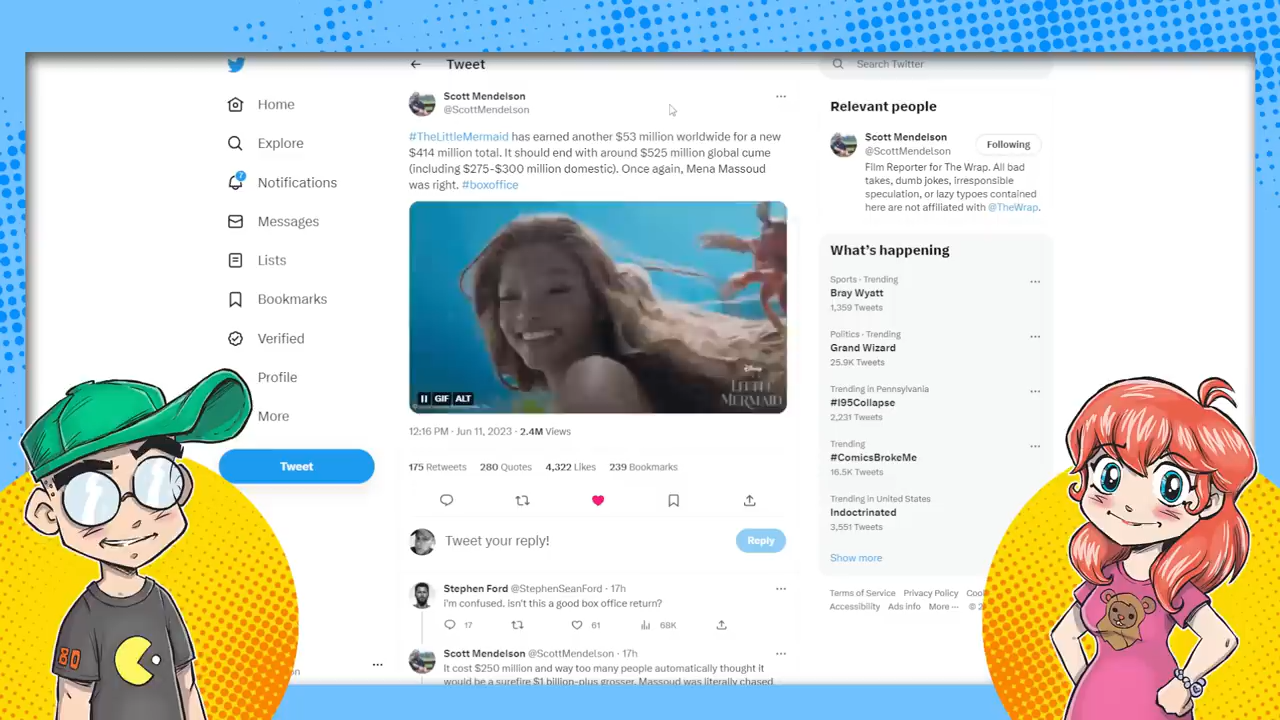 Home
Explore
7
Notifications
Messages
Lists
Bookmarks
Verified
Profile
More
Tweet
Tweet
Scott Mendelson
@ScottMendelson
#TheLittleMermaid has earned another $53 million worldwide for a new
$414 million total. It should end with around $525 million global cume
(including $275-$300 million domestic). Once again, Mena Massoud
was right. #boxoffice
GIF ALT
Disney
THE LITTLE
MERMAID
12:16 PM · Jun 11, 2023 · 2.4M Views
175 Retweets 280 Quotes 4,322 Likes 239 Bookmarks
Tweet your reply!
Reply
Stephen Ford @StephenSeanFord · 17h
i'm confused. isn't this a good box office return?
17
61
68K
Scott Mendelson @ScottMendelson · 17h
It cost $250 million and way too many people automatically thought it
would be a surefire $1 billion-plus grosser. Massoud was literally chased
Search Twitter
Relevant people
Scott Mendelson
@ScottMendelson
Following
Film Reporter for The Wrap. All bad
takes, dumb jokes, irresponsible
speculation, or lazy typoes contained
here are not affiliated with @TheWrap.
What's happening
Sports · Trending
Bray Wyatt
1,359 Tweets
Politics · Trending
Grand Wizard
25.9K Tweets
Trending in Pennsylvania
#I95Collapse
2,231 Tweets
Trending
#ComicsBrokeMe
16.5K Tweets
Trending in United States
Indoctrinated
3,551 Tweets
Show more
Terms of Service Privacy Policy
Accessibility Ads info More ··· ©
80